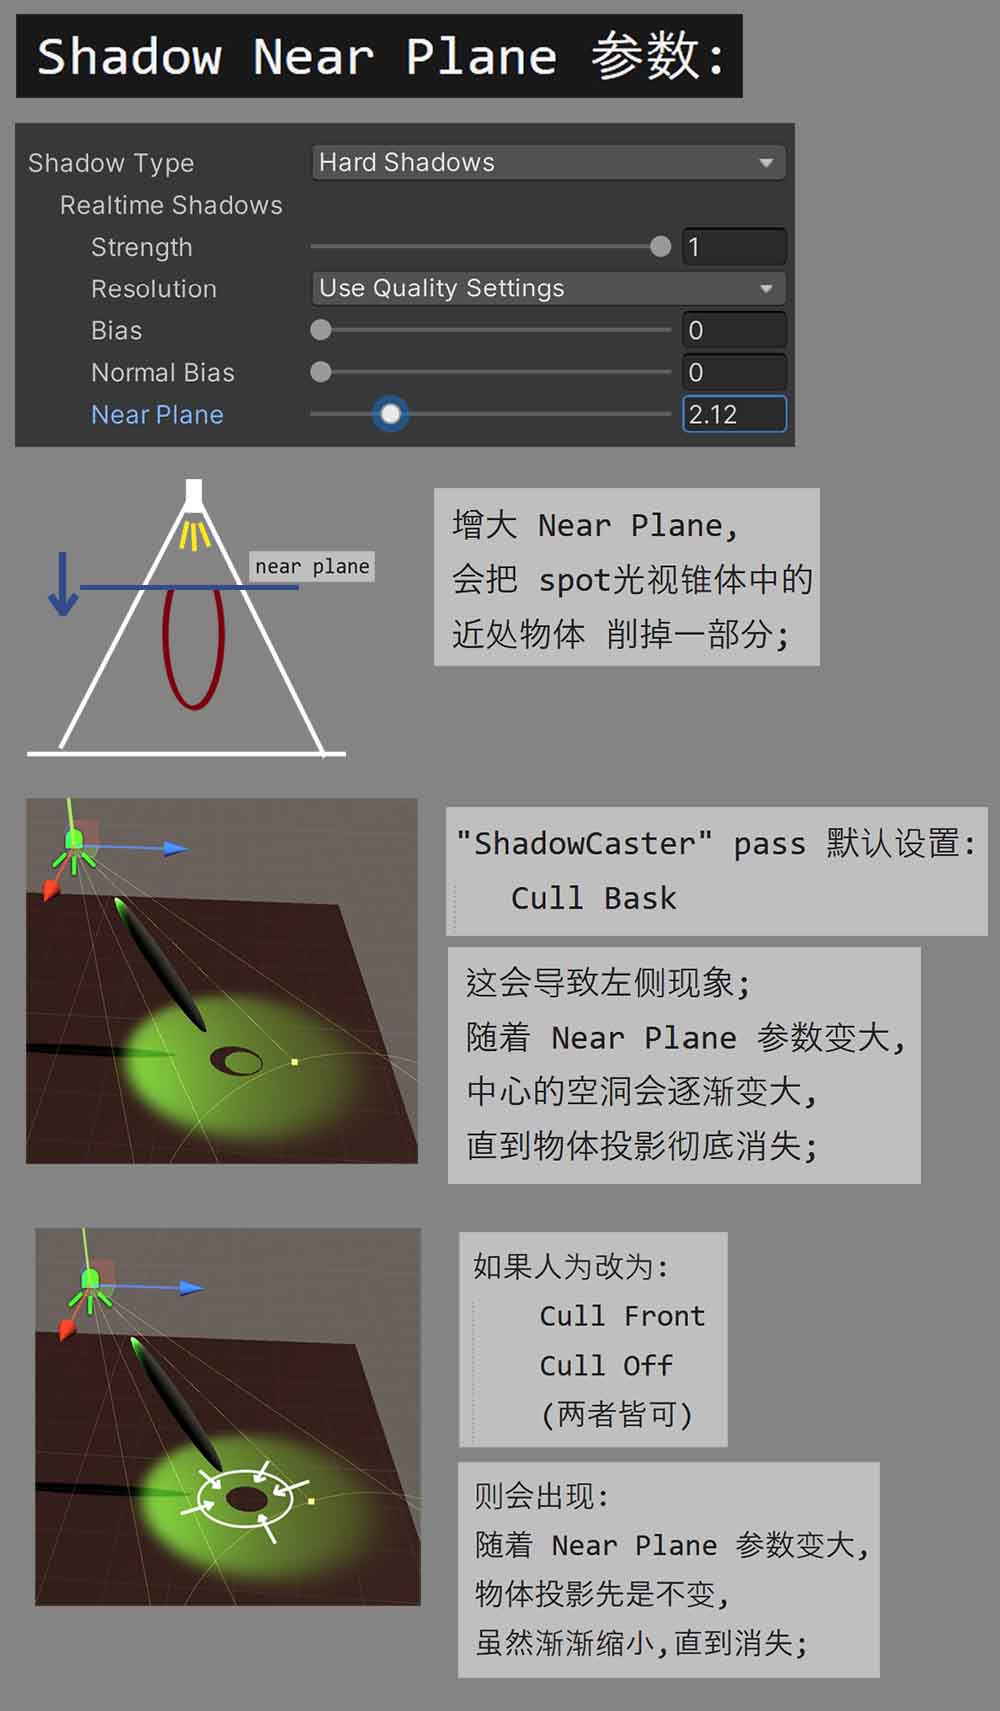 Shadow Near Plane 参数:
Shadow Type
Hard Shadows
Realtime Shadows
Strength
1
Resolution
Use Quality Settings
Bias
0
Normal Bias
0
Near Plane
2.12
near plane
增大 Near Plane,
会把 spot光视锥体中的
近处物体 削掉一部分;
"ShadowCaster" pass 默认设置:
Cull Bask
这会导致左侧现象;
随着 Near Plane 参数变大,
中心的空洞会逐渐变大,
直到物体投影彻底消失;
如果人为改为:
Cull Front
Cull Off
(两者皆可)
则会出现:
随着 Near Plane 参数变大,
物体投影先是不变,
虽然渐渐缩小,直到消失;